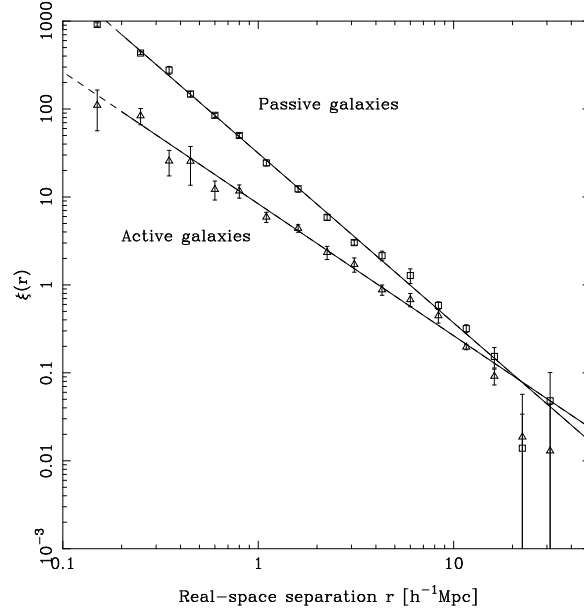 1000
100
10
1
0.1
0.01
10⁻³
ξ(r)
Passive galaxies
Active galaxies
0.1
1
10
Real-space separation r [h⁻¹Mpc]